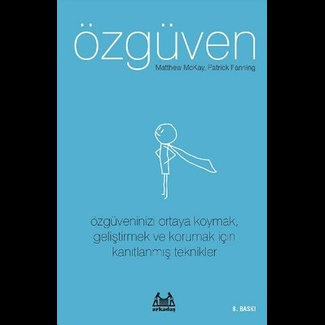 özgüven
Matthew McKay, Patrick Fanning
özgüveninizi ortaya koymak,
geliştirmek ve korumak için
kanıtlanmış teknikler
arkadaş
8. BASKI